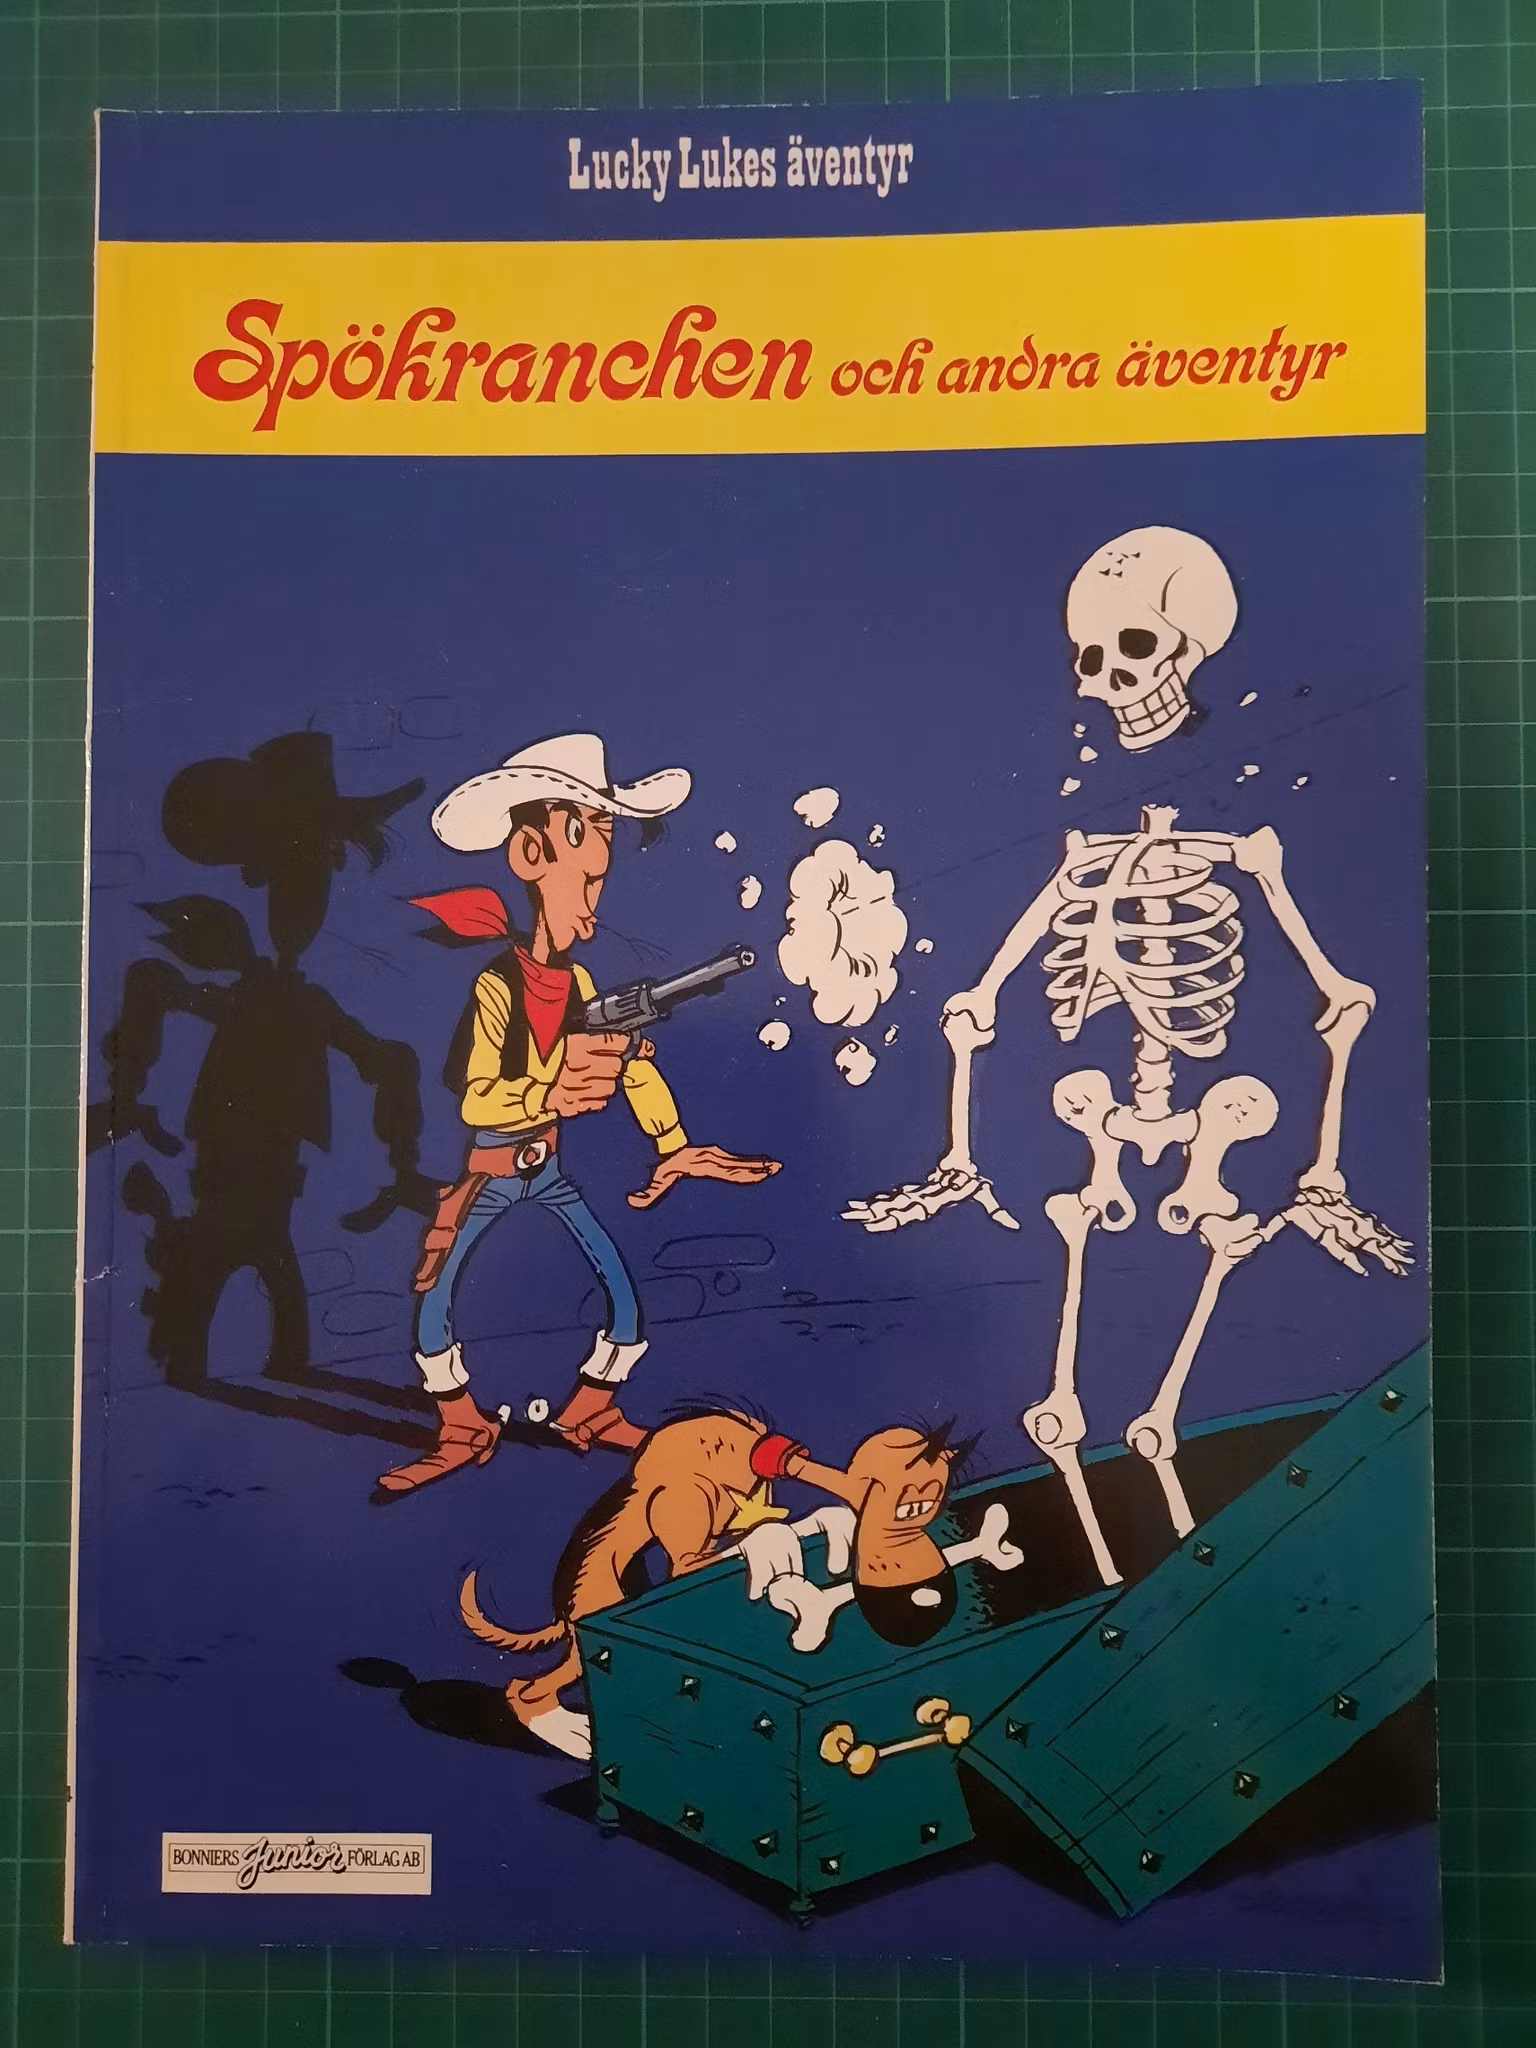 Lucky Lukes äventyr
Spökranchen och andra äventyr
BONNIERS Junior FÖRLAG AB